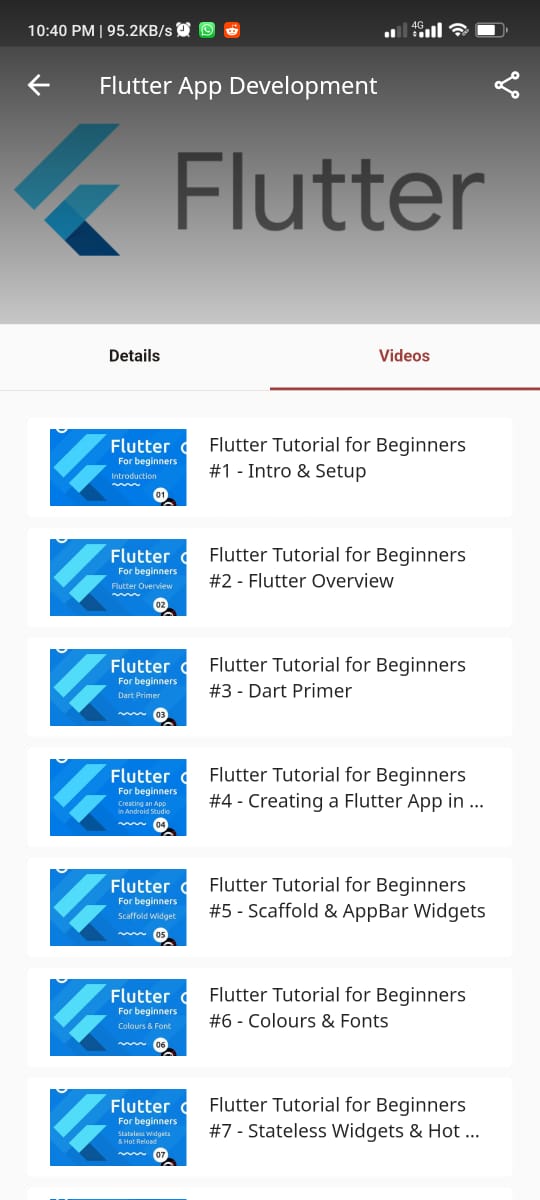 10:40 PM | 95.2KB/s
4G
Flutter App Development
Flutter
Details
Videos
Flutter
For beginners
Introduction
01
Flutter Tutorial for Beginners
#1 - Intro & Setup
Flutter
For beginners
Flutter Overview
02
Flutter Tutorial for Beginners
#2 - Flutter Overview
Flutter
For beginners
Dart Primer
03
Flutter Tutorial for Beginners
#3 - Dart Primer
Flutter
For beginners
Creating an App
in Android Studio
04
Flutter Tutorial for Beginners
#4 - Creating a Flutter App in ...
Flutter
For beginners
Scaffold Widget
05
Flutter Tutorial for Beginners
#5 - Scaffold & AppBar Widgets
Flutter
For beginners
Colours & Font
06
Flutter Tutorial for Beginners
#6 - Colours & Fonts
Flutter
For beginners
Stateless Widgets
& Hot Reload
07
Flutter Tutorial for Beginners
#7 - Stateless Widgets & Hot ...